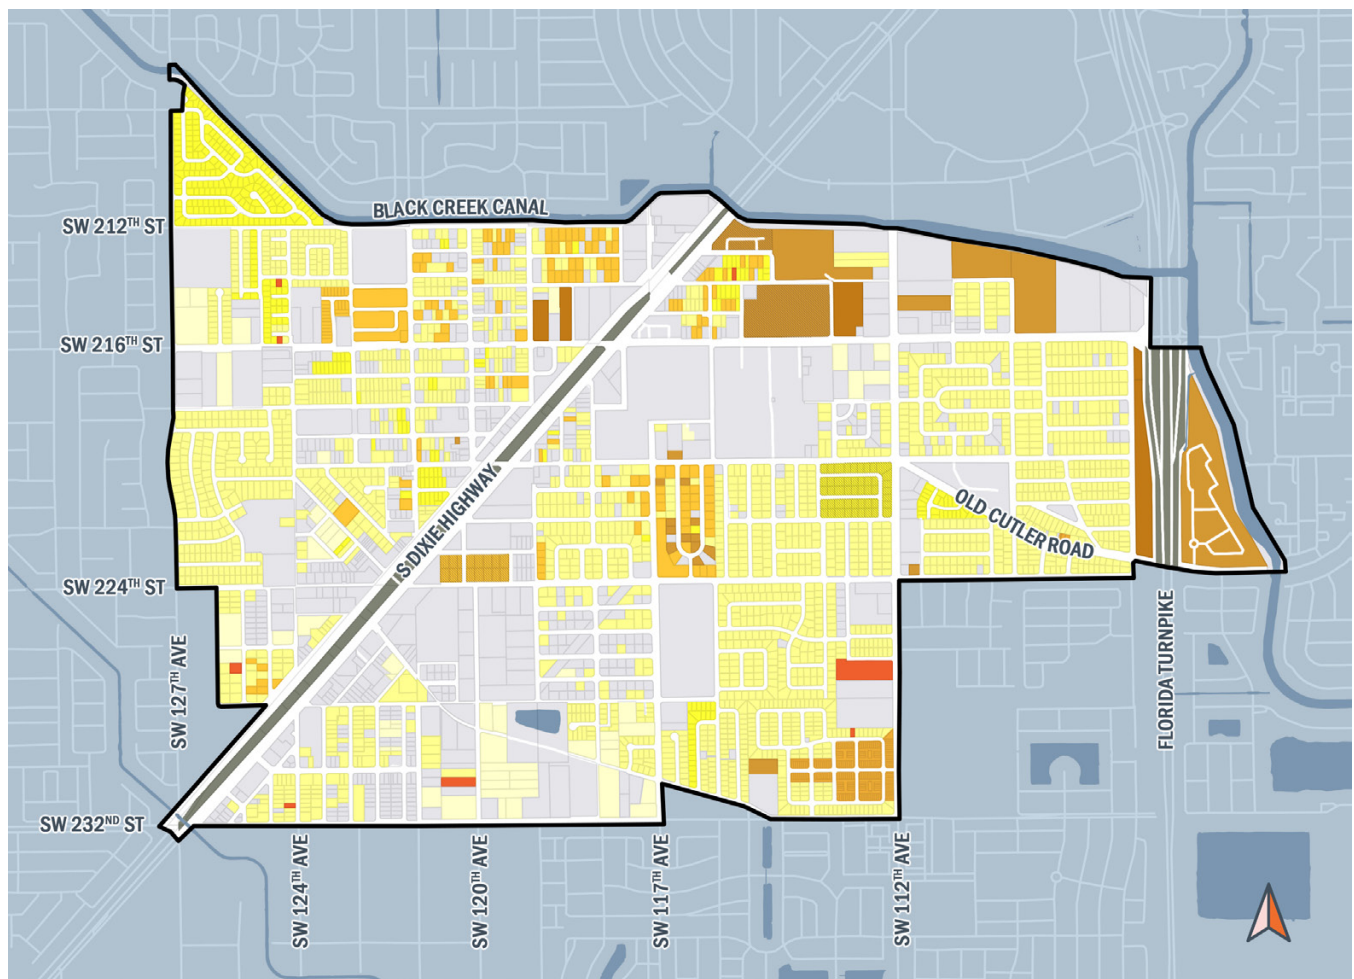 BLACK CREEK CANAL
SW 212TH ST
SW 216TH ST
S DIXIE HIGHWAY
OLD CUTLER ROAD
SW 224TH ST
SW 127TH AVE
FLORIDA TURNPIKE
SW 232ND ST
SW 124TH AVE
SW 120TH AVE
SW 117TH AVE
SW 112TH AVE